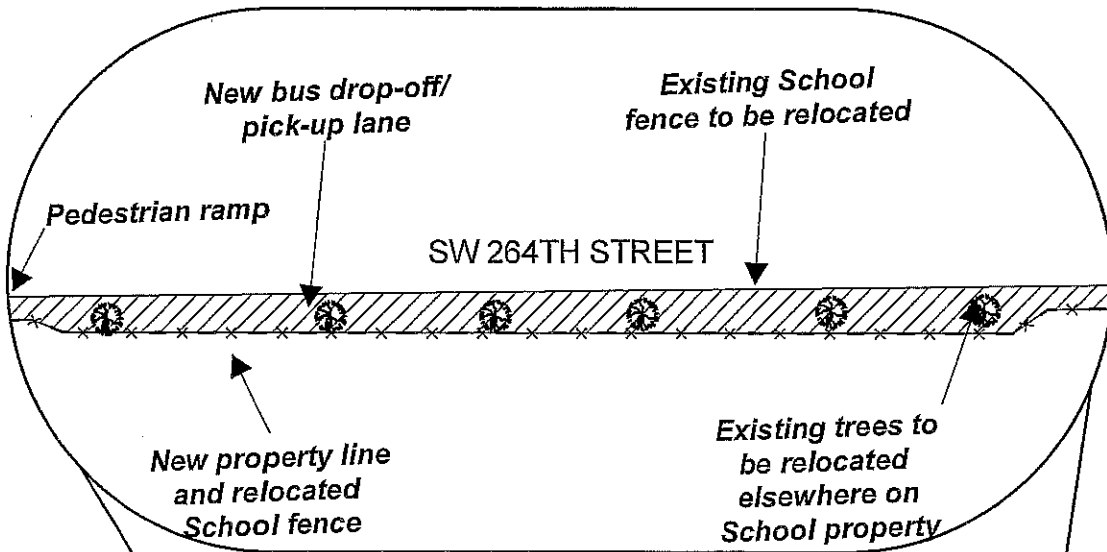 New bus drop-off/
pick-up lane
Existing School
fence to be relocated
Pedestrian ramp
SW 264TH STREET
New property line
and relocated
School fence
Existing trees to
be relocated
elsewhere on
School property